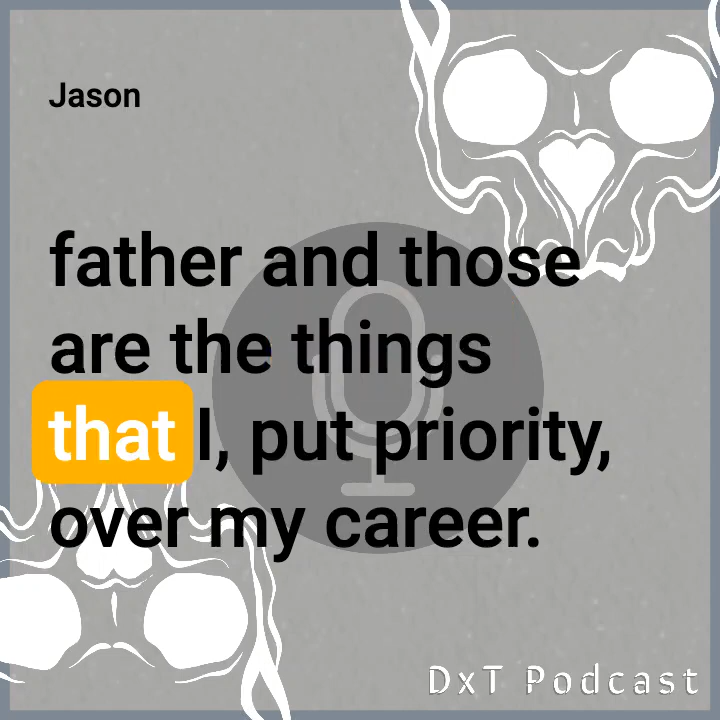 Jason
father and those
are the things
that I, put priority,
over my career.
DxT Podcast